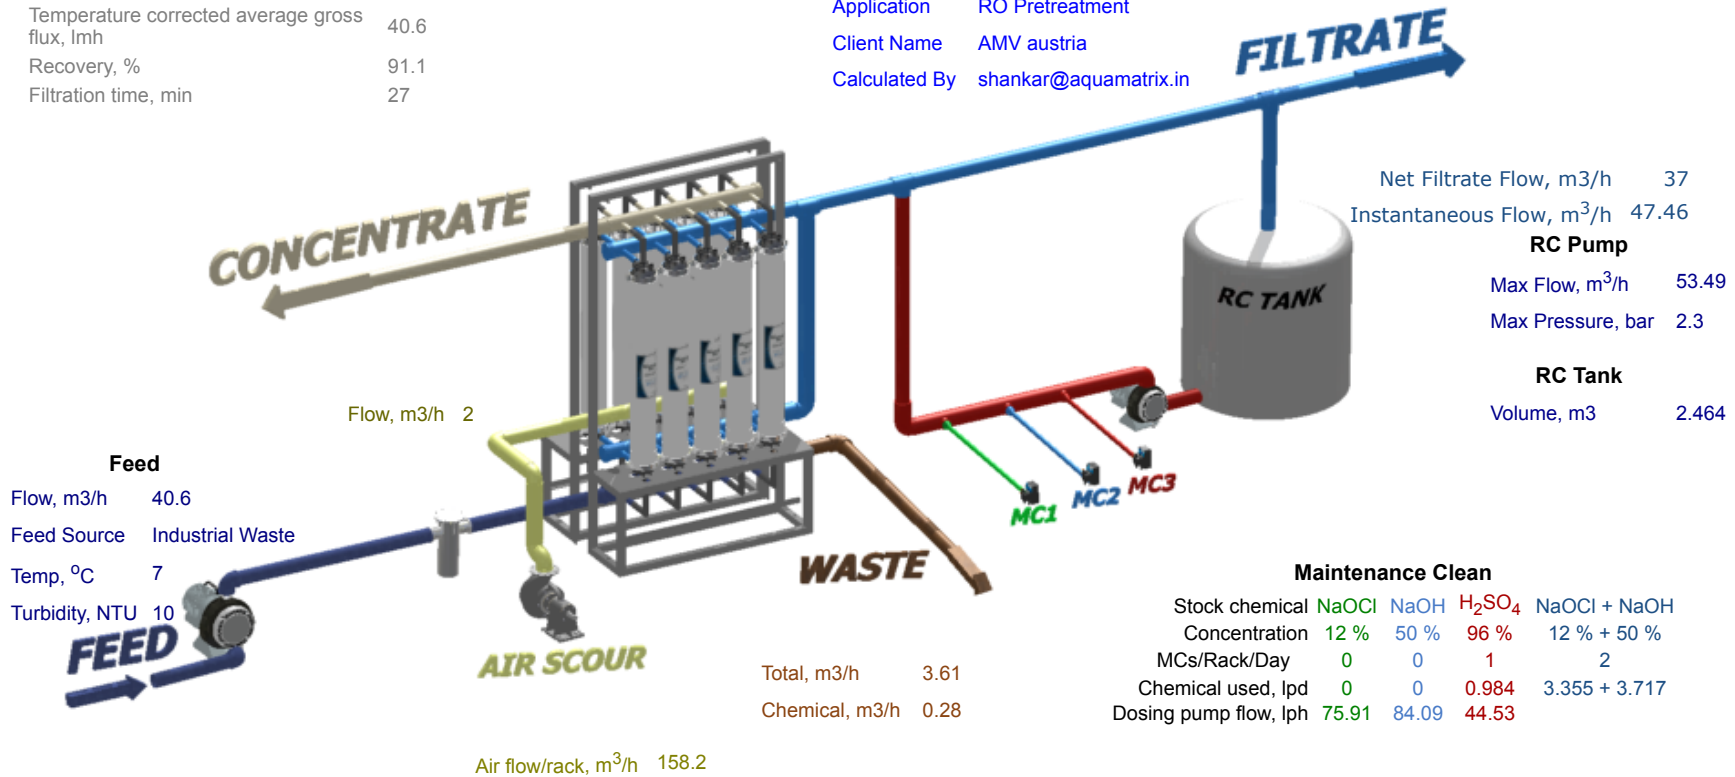 Temperature corrected average gross
flux, lmh 40.6
Recovery, % 91.1
Filtration time, min 27
Application RO Pretreatment
Client Name AMV austria
Calculated By shankar@aquamatrix.in
FILTRATE
CONCENTRATE
Net Filtrate Flow, m3/h 37
Instantaneous Flow, m³/h 47.46
RC Pump
Max Flow, m³/h 53.49
Max Pressure, bar 2.3
RC TANK
RC Tank
Volume, m3 2.464
Flow, m3/h 2
Feed
Flow, m3/h 40.6
Feed Source Industrial Waste
Temp, ºC 7
Turbidity, NTU 10
FEED
AIR SCOUR
WASTE
MC1
MC2
MC3
Total, m3/h 3.61
Chemical, m3/h 0.28
Air flow/rack, m³/h 158.2
Maintenance Clean
Stock chemical NaOCl NaOH H₂SO₄ NaOCl + NaOH
Concentration 12 % 50 % 96 % 12 % + 50 %
MCs/Rack/Day 0 0 1 2
Chemical used, lpd 0 0 0.984 3.355 + 3.717
Dosing pump flow, lph 75.91 84.09 44.53